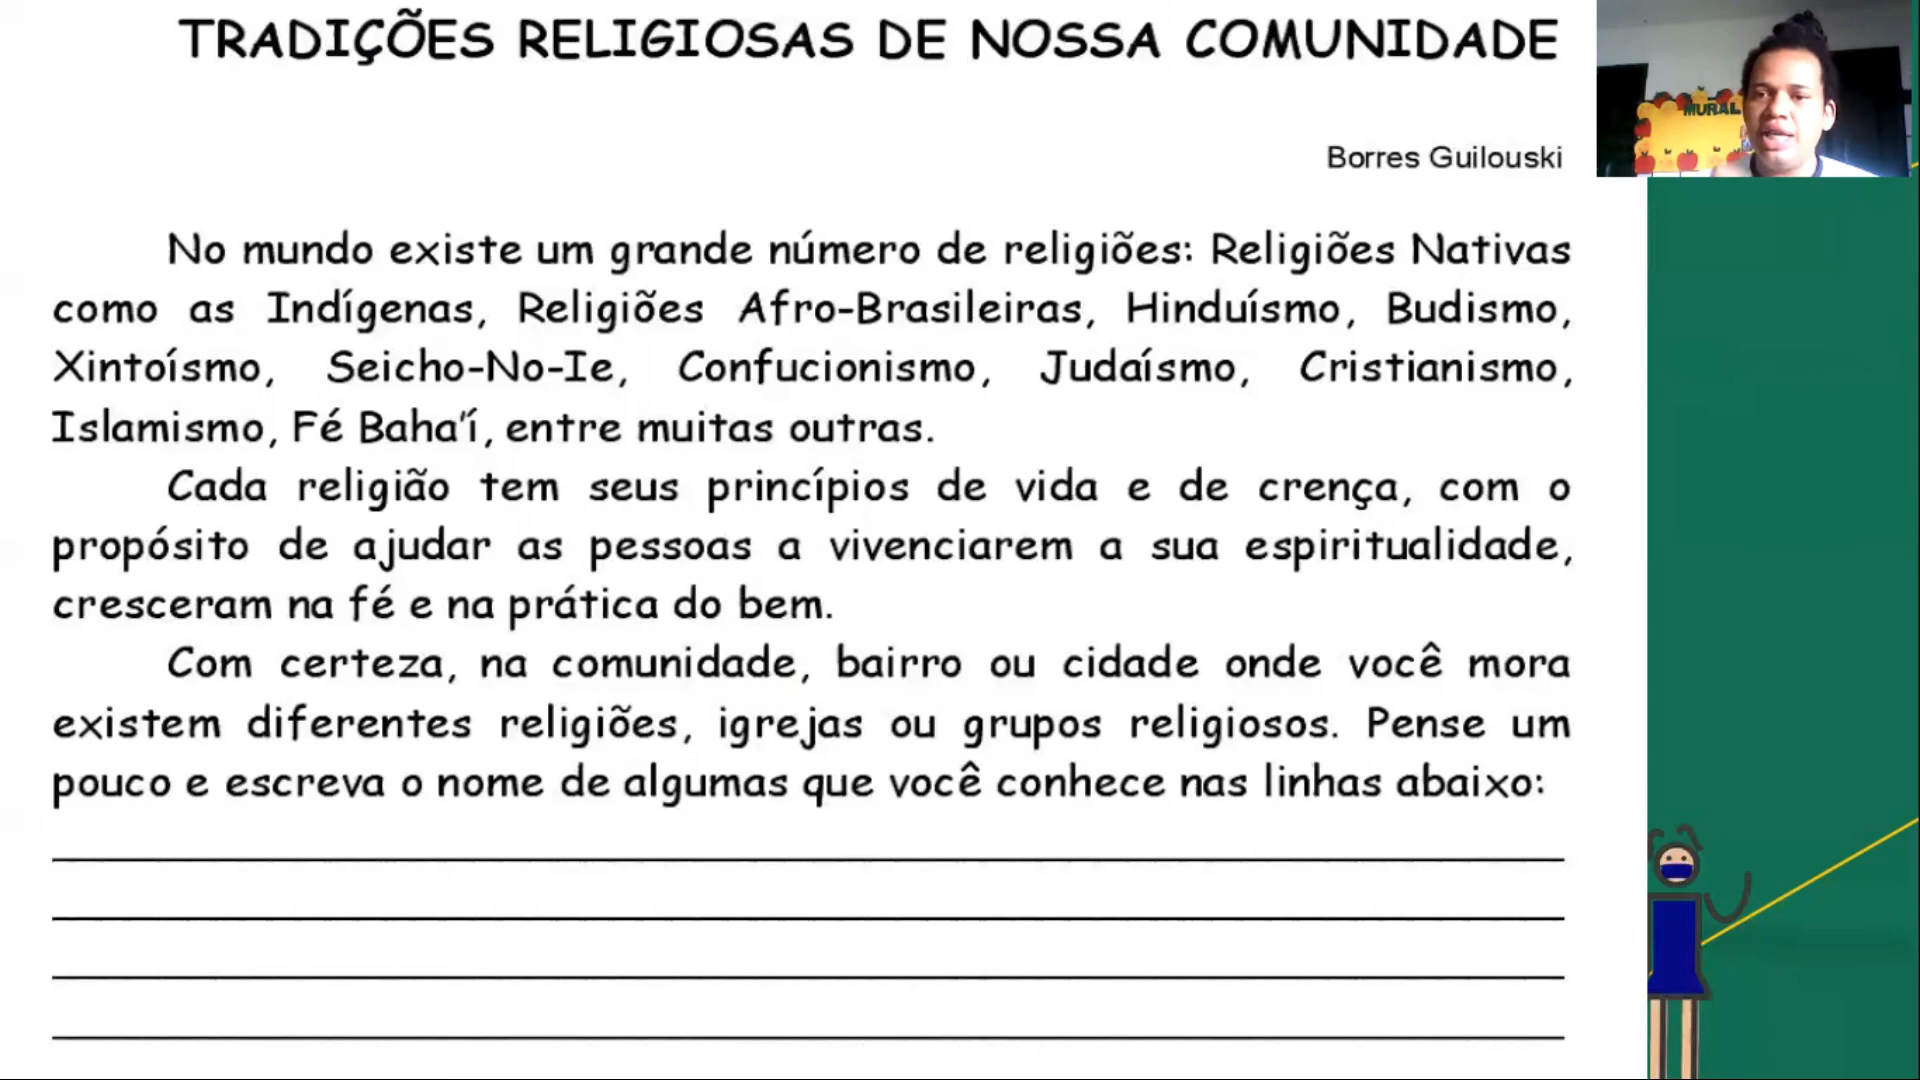 TRADIÇÕES RELIGIOSAS DE NOSSA COMUNIDADE
MURAL
Borres Guilouski
No mundo existe um grande número de religiões: Religiões Nativas
como as Indígenas, Religiões Afro-Brasileiras, Hinduísmo, Budismo,
Xintoísmo, Seicho-No-Ie, Confucionismo, Judaísmo, Cristianismo,
Islamismo, Fé Baha'í, entre muitas outras.
Cada religião tem seus princípios de vida e de crença, com o
propósito de ajudar as pessoas a vivenciarem a sua espiritualidade,
cresceram na fé e na prática do bem.
Com certeza, na comunidade, bairro ou cidade onde você mora
existem diferentes religiões, igrejas ou grupos religiosos. Pense um
pouco e escreva o nome de algumas que você conhece nas linhas abaixo: